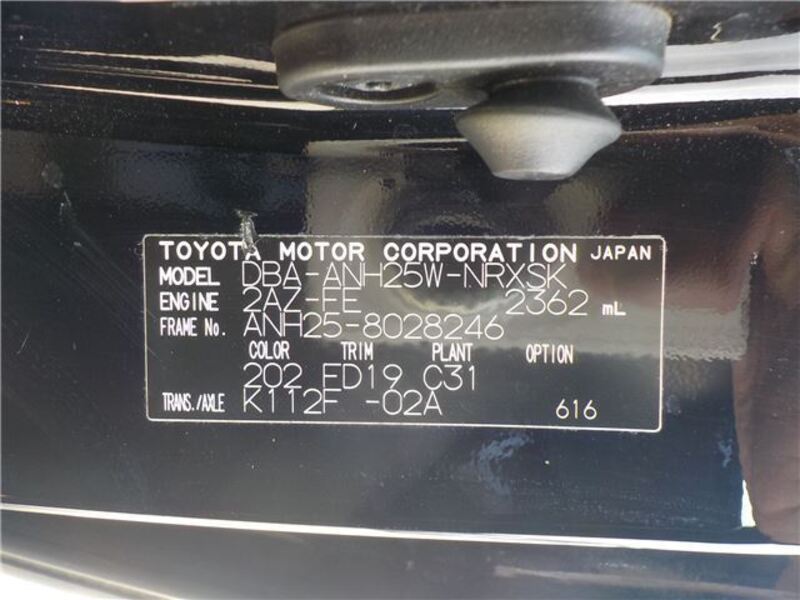 TOYOTA MOTOR CORPORATION JAPAN
MODEL DBA-ANH25W-NRXSK
ENGINE 2AZ-FE 2362 mL
FRAME No. ANH25-8028246
COLOR TRIM PLANT OPTION
202 FD19 C31
TRANS./AXLE K112F -02A 616